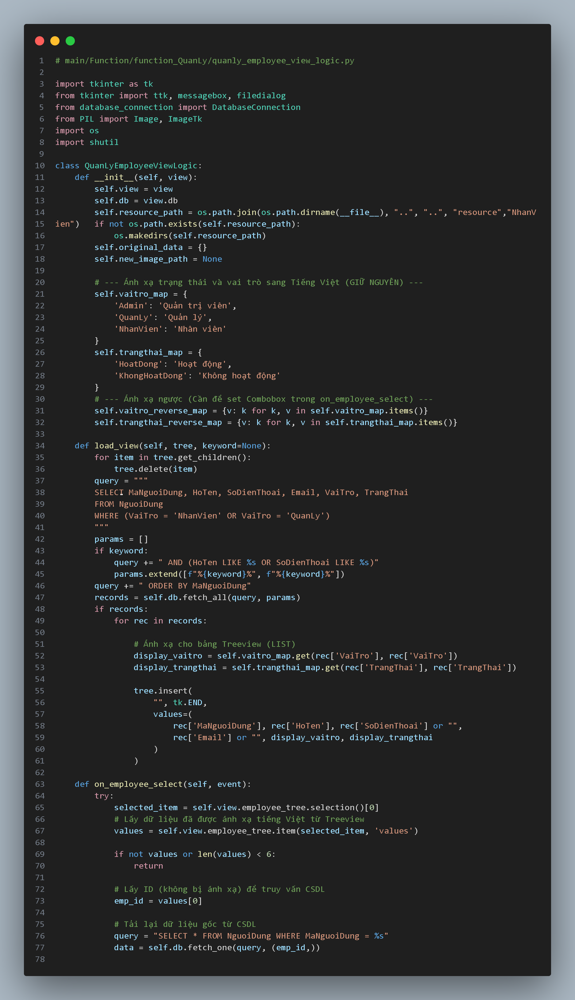 1 # main/Function/function_QuanLy/quanly_employee_view_logic.py
2
3 import tkinter as tk
4 from tkinter import ttk, messagebox, filedialog
5 from database_connection import DatabaseConnection
6 from PIL import Image, ImageTk
7 import os
8 import shutil
9
10 class QuanLyEmployeeViewLogic:
11     def __init__(self, view):
12         self.view = view
13         self.db = view.db
14         self.resource_path = os.path.join(os.path.dirname(__file__), "..", "..", "resource","NhanV
15 ien")   if not os.path.exists(self.resource_path):
16             os.makedirs(self.resource_path)
17         self.original_data = {}
18         self.new_image_path = None
19
20         # --- Ánh xạ trạng thái và vai trò sang Tiếng Việt (GIỮ NGUYÊN) ---
21         self.vaitro_map = {
22             'Admin': 'Quản trị viên',
23             'QuanLy': 'Quản lý',
24             'NhanVien': 'Nhân viên'
25         }
26         self.trangthai_map = {
27             'HoatDong': 'Hoạt động',
28             'KhongHoatDong': 'Không hoạt động'
29         }
30         # --- Ánh xạ ngược (Cần để set Combobox trong on_employee_select) ---
31         self.vaitro_reverse_map = {v: k for k, v in self.vaitro_map.items()}
32         self.trangthai_reverse_map = {v: k for k, v in self.trangthai_map.items()}
33
34     def load_view(self, tree, keyword=None):
35         for item in tree.get_children():
36             tree.delete(item)
37         query = """
38         SELECT MaNguoiDung, HoTen, SoDienThoai, Email, VaiTro, TrangThai
39         FROM NguoiDung
40         WHERE (VaiTro = 'NhanVien' OR VaiTro = 'QuanLy')
41         """
42         params = []
43         if keyword:
44             query += " AND (HoTen LIKE %s OR SoDienThoai LIKE %s)"
45             params.extend([f"%{keyword}%", f"%{keyword}%"])
46         query += " ORDER BY MaNguoiDung"
47         records = self.db.fetch_all(query, params)
48         if records:
49             for rec in records:
50
51                 # Ánh xạ cho bảng Treeview (LIST)
52                 display_vaitro = self.vaitro_map.get(rec['VaiTro'], rec['VaiTro'])
53                 display_trangthai = self.trangthai_map.get(rec['TrangThai'], rec['TrangThai'])
54
55                 tree.insert(
56                     "", tk.END,
57                     values=(
58                         rec['MaNguoiDung'], rec['HoTen'], rec['SoDienThoai'] or "",
59                         rec['Email'] or "", display_vaitro, display_trangthai
60                     )
61                 )
62
63     def on_employee_select(self, event):
64         try:
65             selected_item = self.view.employee_tree.selection()[0]
66             # Lấy dữ liệu đã được ánh xạ tiếng Việt từ Treeview
67             values = self.view.employee_tree.item(selected_item, 'values')
68
69             if not values or len(values) < 6:
70                 return
71
72             # Lấy ID (không bị ánh xạ) để truy vấn CSDL
73             emp_id = values[0]
74
75             # Tải lại dữ liệu gốc từ CSDL
76             query = "SELECT * FROM NguoiDung WHERE MaNguoiDung = %s"
77             data = self.db.fetch_one(query, (emp_id,))
78